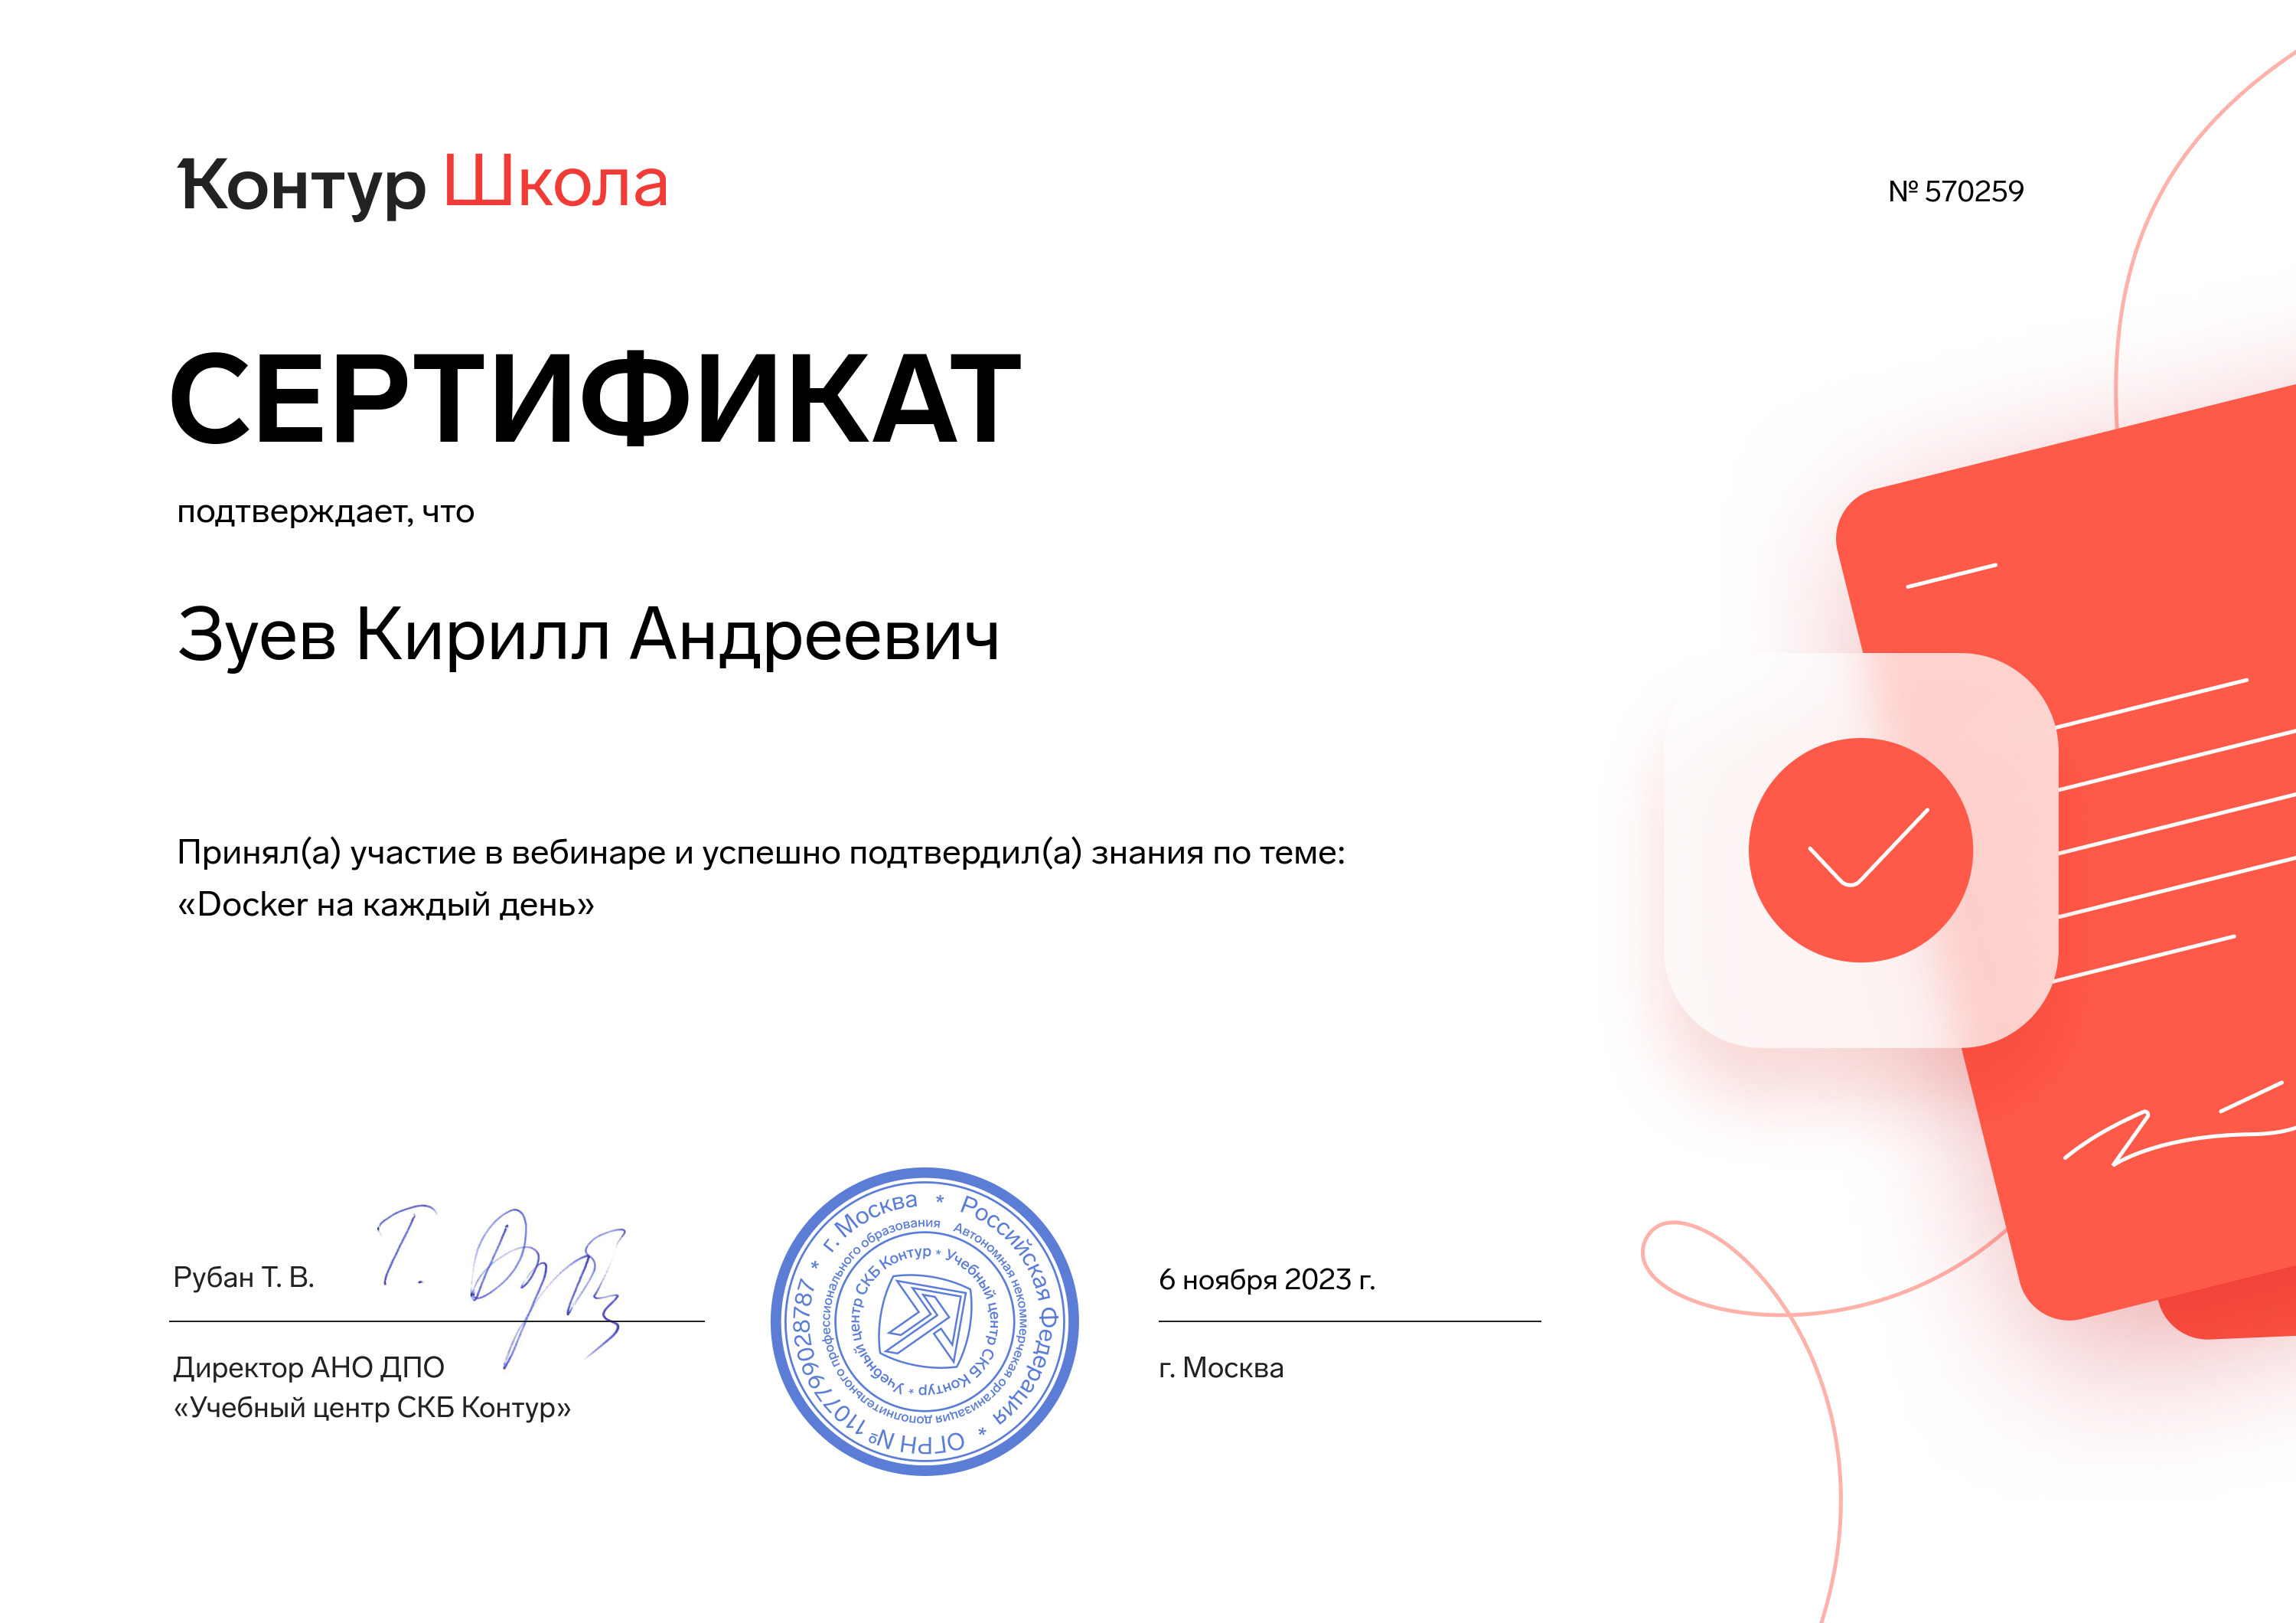 Контур Школа
№ 570259
СЕРТИФИКАТ
подтверждает, что
Зуев Кирилл Андреевич
Принял(а) участие в вебинаре и успешно подтвердил(а) знания по теме:
«Docker на каждый день»
Рубан Т. В.
Директор АНО ДПО
«Учебный центр СКБ Контур»
* Российская Федерация * ОГРН № 1107799028787 * г. Москва
Автономная некоммерческая организация дополнительного профессионального образования
* Учебный центр СКБ Контур * Учебный центр СКБ Контур
6 ноября 2023 г.
г. Москва